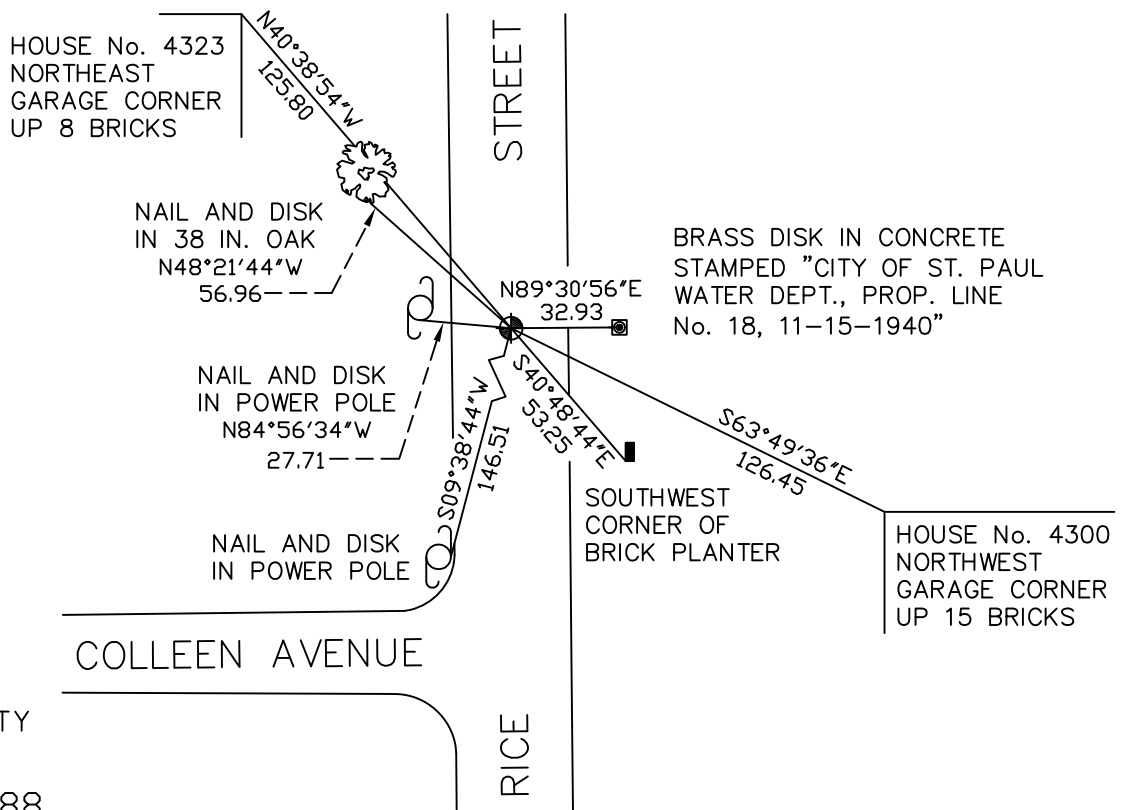 HOUSE No. 4323
NORTHEAST
GARAGE CORNER
UP 8 BRICKS
N40°38'54"W
125.80
STREET
NAIL AND DISK
IN 38 IN. OAK
N48°21'44"W
56.96
N89°30'56"E
32.93
BRASS DISK IN CONCRETE
STAMPED "CITY OF ST. PAUL
WATER DEPT., PROP. LINE
No. 18, 11-15-1940"
NAIL AND DISK
IN POWER POLE
N84°56'34"W
27.71
S09°38'44"W
146.51
S40°48'44"E
53.25
S63°49'36"E
126.45
SOUTHWEST
CORNER OF
BRICK PLANTER
NAIL AND DISK
IN POWER POLE
HOUSE No. 4300
NORTHWEST
GARAGE CORNER
UP 15 BRICKS
COLLEEN AVENUE
RICE
TY
88